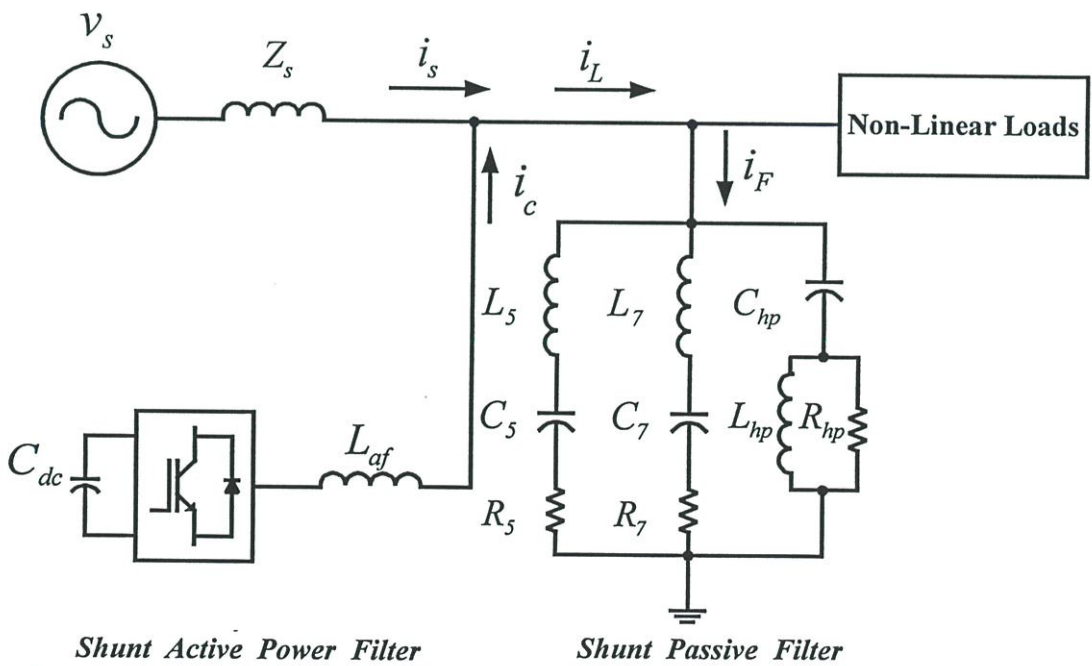 v_s
Z_s
i_s
i_L
Non-Linear Loads
i_c
i_F
L_5
L_7
C_hp
C_5
C_7
L_hp
R_hp
C_dc
L_af
R_5
R_7
Shunt Active Power Filter
Shunt Passive Filter